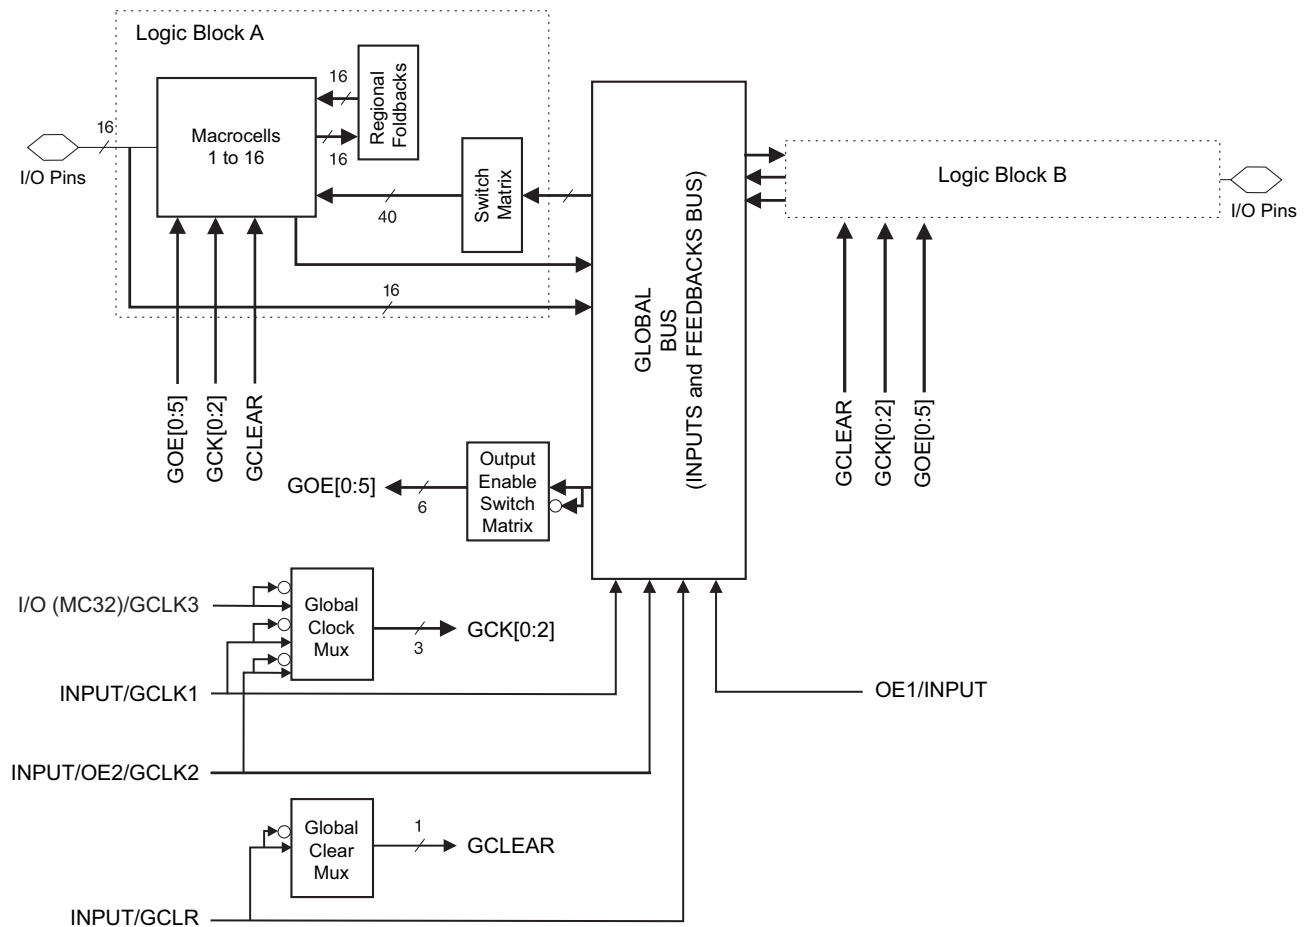 Logic Block A
16
Regional
Foldbacks
16
Macrocells
1 to 16
16
I/O Pins
40
Switch
Matrix
16
GOE[0:5]
GCK[0:2]
GCLEAR
GLOBAL
BUS
(INPUTS and FEEDBACKS BUS)
Logic Block B
I/O Pins
GCLEAR
GCK[0:2]
GOE[0:5]
GOE[0:5]
6
Output
Enable
Switch
Matrix
I/O (MC32)/GCLK3
Global
Clock
Mux
3
GCK[0:2]
INPUT/GCLK1
OE1/INPUT
INPUT/OE2/GCLK2
Global
Clear
Mux
1
GCLEAR
INPUT/GCLR